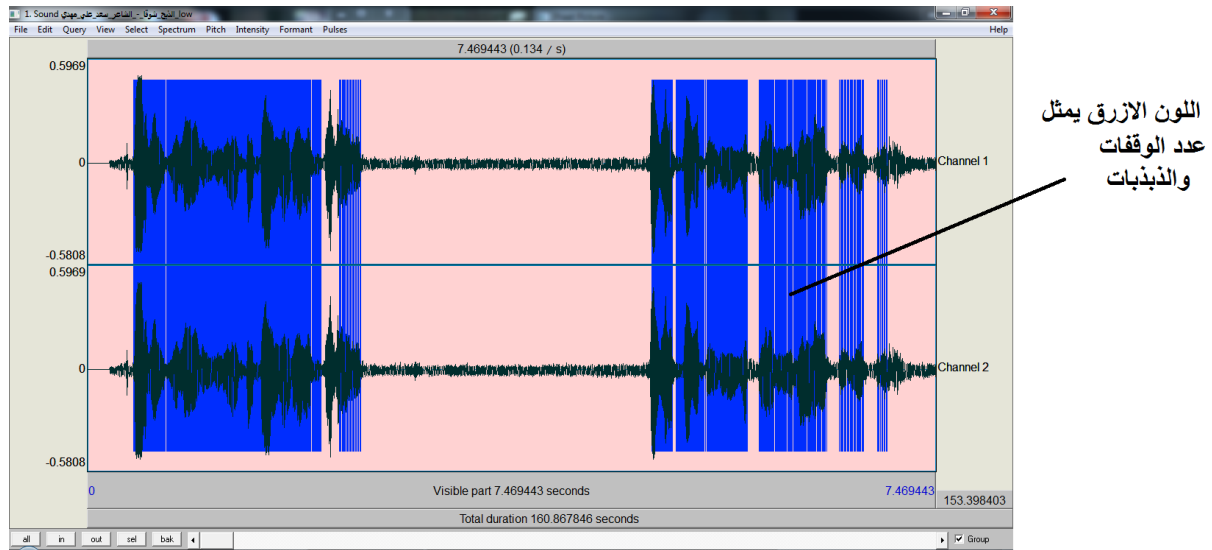 1. Sound الشيخ_شوقا_-_الشاعر_سعد_علي_مهدي_low
File Edit Query View Select Spectrum Pitch Intensity Formant Pulses Help
7.469443 (0.134 / s)
0.5969
0
Channel 1
-0.5808
0.5969
0
Channel 2
-0.5808
0 Visible part 7.469443 seconds 7.469443
153.398403
Total duration 160.867846 seconds
all in out sel bak Group
اللون الازرق يمثل
عدد الوقفات
والذبذبات